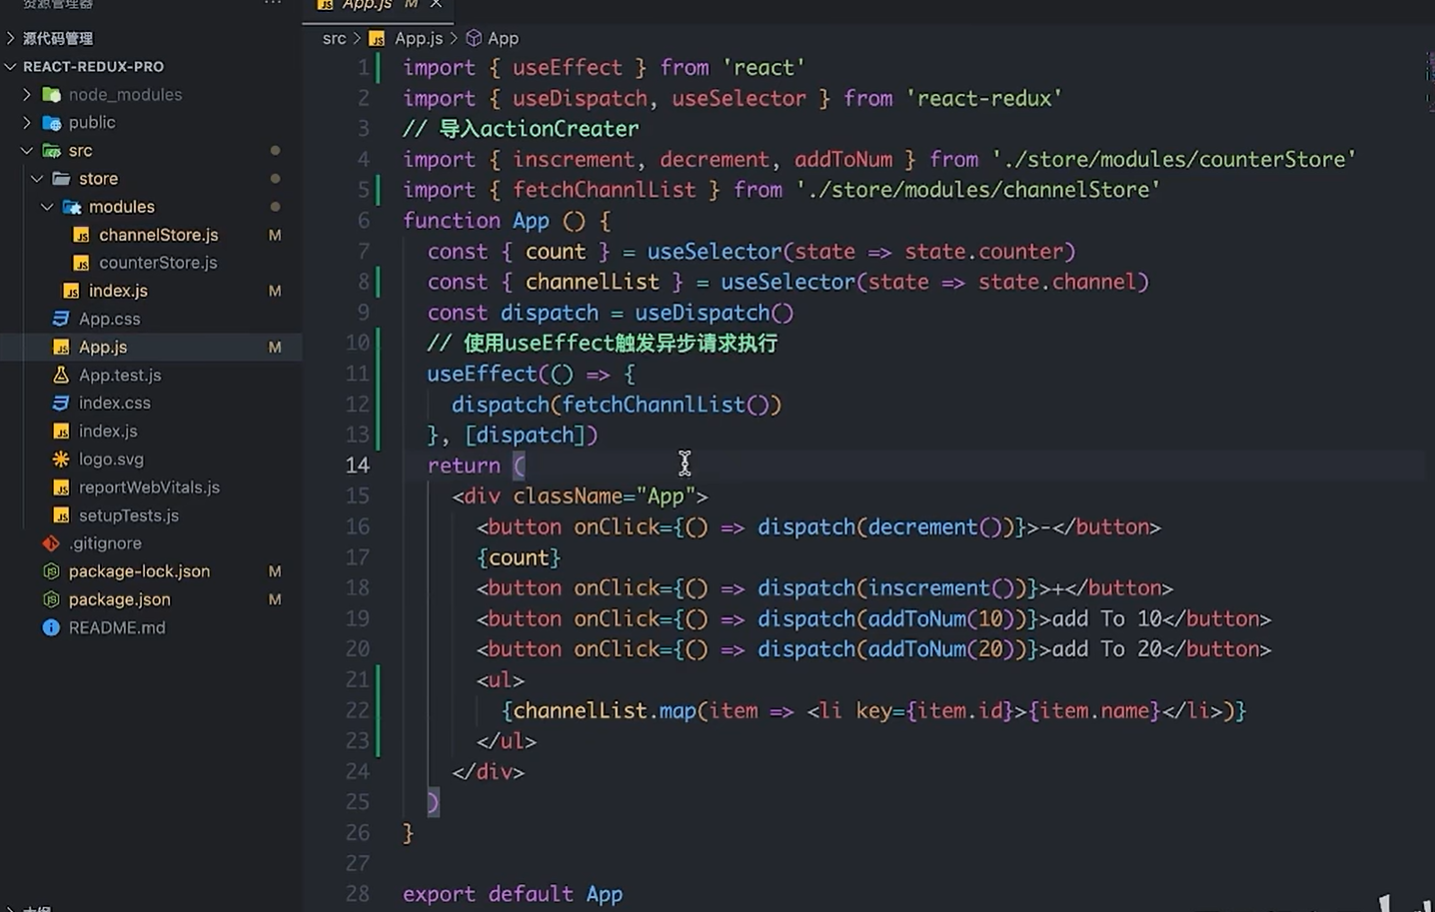 资源管理器
源代码管理
REACT-REDUX-PRO
node_modules
public
src
store
modules
channelStore.js M
counterStore.js
index.js M
App.css
App.js M
App.test.js
index.css
index.js
logo.svg
reportWebVitals.js
setupTests.js
.gitignore
package-lock.json M
package.json M
README.md
大纲
App.js M
src > App.js > App
1 import { useEffect } from 'react'
2 import { useDispatch, useSelector } from 'react-redux'
3 // 导入actionCreater
4 import { inscrement, decrement, addToNum } from './store/modules/counterStore'
5 import { fetchChannlList } from './store/modules/channelStore'
6 function App () {
7 const { count } = useSelector(state => state.counter)
8 const { channelList } = useSelector(state => state.channel)
9 const dispatch = useDispatch()
10 // 使用useEffect触发异步请求执行
11 useEffect(() => {
12 dispatch(fetchChannlList())
13 }, [dispatch])
14 return (
15 <div className="App">
16 <button onClick={() => dispatch(decrement())}>-</button>
17 {count}
18 <button onClick={() => dispatch(inscrement())}>+</button>
19 <button onClick={() => dispatch(addToNum(10))}>add To 10</button>
20 <button onClick={() => dispatch(addToNum(20))}>add To 20</button>
21 <ul>
22 {channelList.map(item => <li key={item.id}>{item.name}</li>)}
23 </ul>
24 </div>
25 )
26 }
27
28 export default App